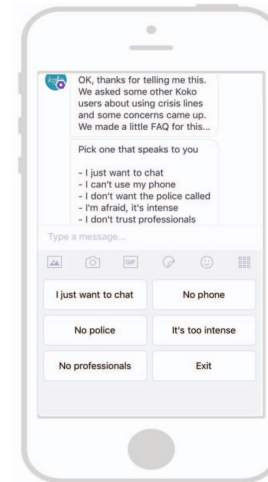 koko
OK, thanks for telling me this.
We asked some other Koko
users about using crisis lines
and some concerns came up.
We made a little FAQ for this...
Pick one that speaks to you
- I just want to chat
- I can't use my phone
- I don't want the police called
- I'm afraid, it's intense
- I don't trust professionals
Type a message...
GIF
I just want to chat
No phone
No police
It's too intense
No professionals
Exit